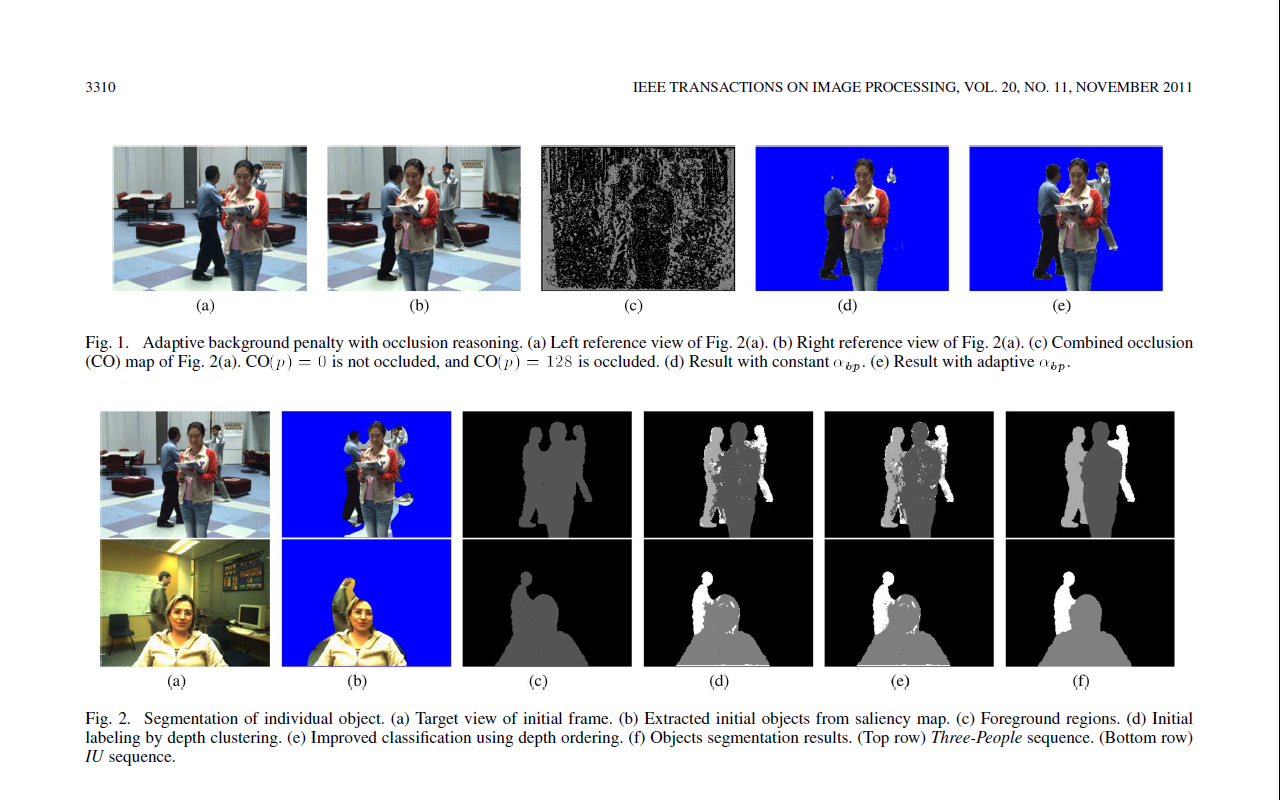 3310
IEEE TRANSACTIONS ON IMAGE PROCESSING, VOL. 20, NO. 11, NOVEMBER 2011
(a)
(b)
(c)
(d)
(e)
Fig. 1. Adaptive background penalty with occlusion reasoning. (a) Left reference view of Fig. 2(a). (b) Right reference view of Fig. 2(a). (c) Combined occlusion
(CO) map of Fig. 2(a). CO(p) = 0 is not occluded, and CO(p) = 128 is occluded. (d) Result with constant α_bp. (e) Result with adaptive α_bp.
(a)
(b)
(c)
(d)
(e)
(f)
Fig. 2. Segmentation of individual object. (a) Target view of initial frame. (b) Extracted initial objects from saliency map. (c) Foreground regions. (d) Initial
labeling by depth clustering. (e) Improved classification using depth ordering. (f) Objects segmentation results. (Top row) Three-People sequence. (Bottom row)
IU sequence.